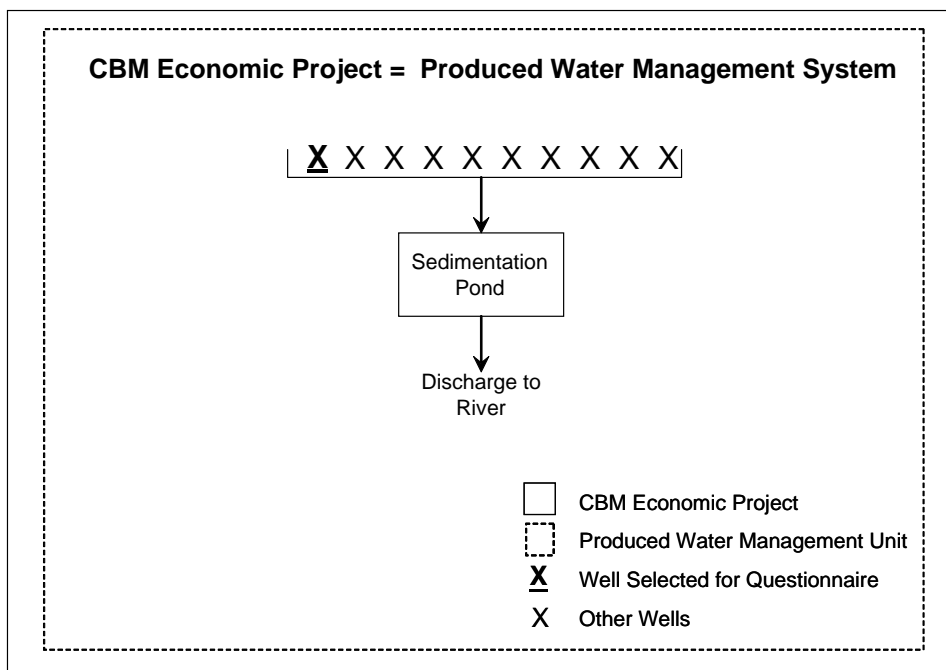 CBM Economic Project = Produced Water Management System
X X X X X X X X X X
Sedimentation
Pond
Discharge to
River
CBM Economic Project
Produced Water Management Unit
X Well Selected for Questionnaire
X Other Wells